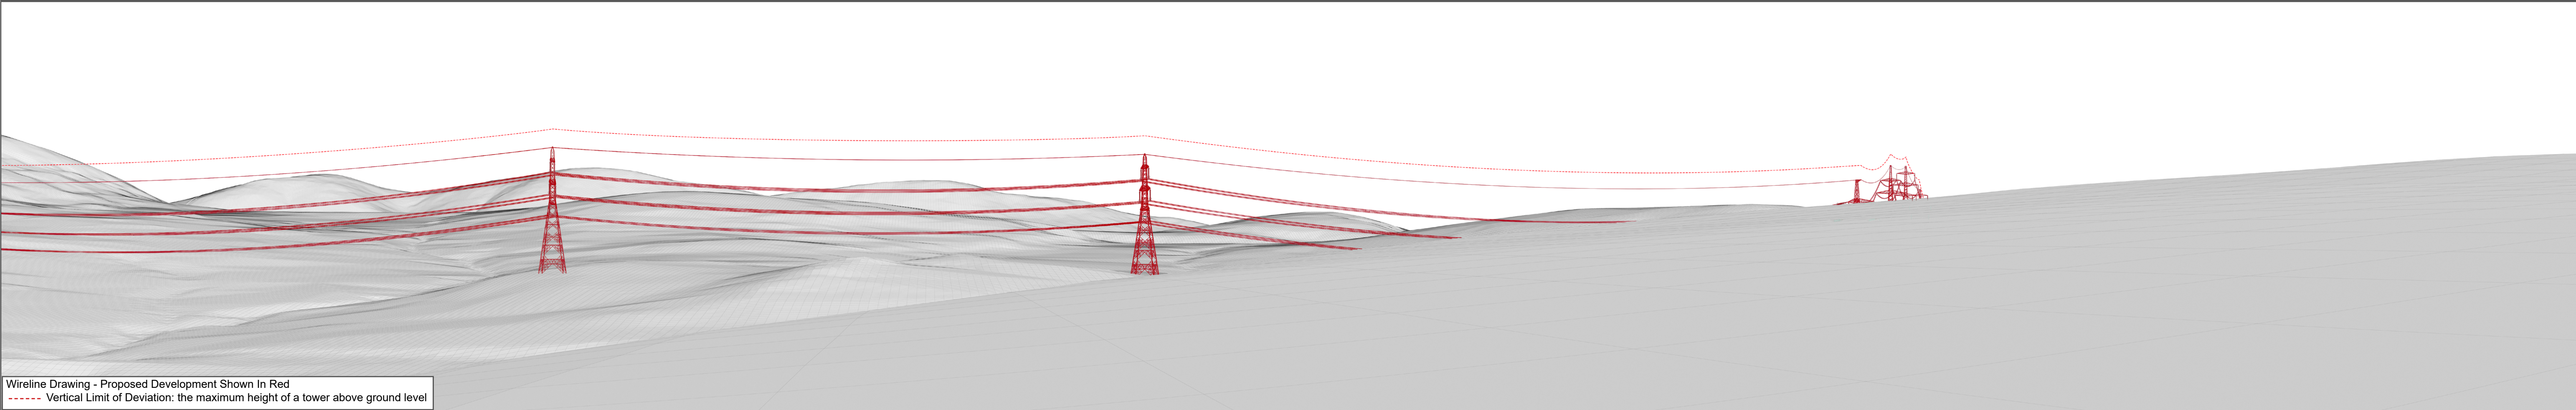 Wireline Drawing - Proposed Development Shown In Red
Vertical Limit of Deviation: the maximum height of a tower above ground level